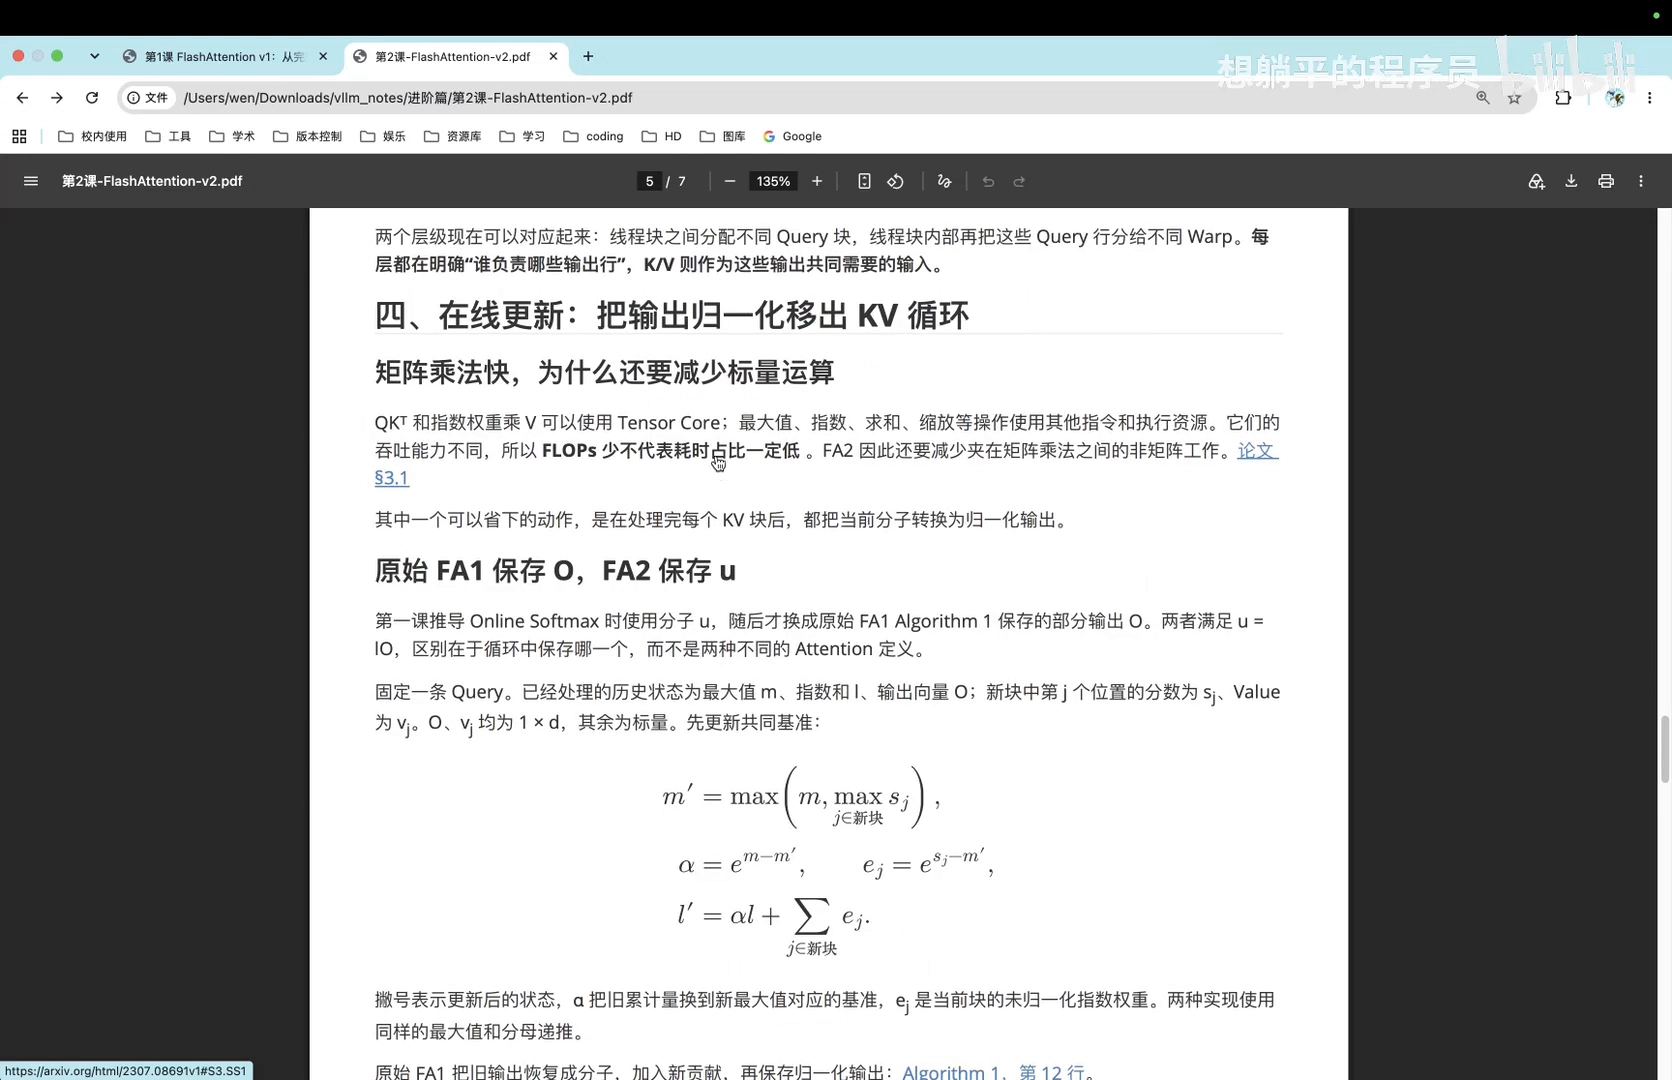 想躺平的程序员 bilibili
第1课 FlashAttention v1：从完
第2课-FlashAttention-v2.pdf
文件 /Users/wen/Downloads/vllm_notes/进阶篇/第2课-FlashAttention-v2.pdf
校内使用 工具 学术 版本控制 娱乐 资源库 学习 coding HD 图库 Google
第2课-FlashAttention-v2.pdf 5 / 7 135%
两个层级现在可以对应起来：线程块之间分配不同 Query 块，线程块内部再把这些 Query 行分给不同 Warp。每
层都在明确“谁负责哪些输出行”，K/V 则作为这些输出共同需要的输入。
四、在线更新：把输出归一化移出 KV 循环
矩阵乘法快，为什么还要减少标量运算
QKᵀ 和指数权重乘 V 可以使用 Tensor Core；最大值、指数、求和、缩放等操作使用其他指令和执行资源。它们的
吞吐能力不同，所以 FLOPs 少不代表耗时占比一定低 。FA2 因此还要减少夹在矩阵乘法之间的非矩阵工作。论文
§3.1
其中一个可以省下的动作，是在处理完每个 KV 块后，都把当前分子转换为归一化输出。
原始 FA1 保存 O，FA2 保存 u
第一课推导 Online Softmax 时使用分子 u，随后才换成原始 FA1 Algorithm 1 保存的部分输出 O。两者满足 u =
lO，区别在于循环中保存哪一个，而不是两种不同的 Attention 定义。
固定一条 Query。已经处理的历史状态为最大值 m、指数和 l、输出向量 O；新块中第 j 个位置的分数为 sⱼ、Value
为 vⱼ。O、vⱼ 均为 1 × d，其余为标量。先更新共同基准：
m′ = max(m, max_{j∈新块} s_j),
α = e^{m−m′}, e_j = e^{s_j−m′},
l′ = αl + ∑_{j∈新块} e_j.
撇号表示更新后的状态，α 把旧累计量换到新最大值对应的基准，eⱼ 是当前块的未归一化指数权重。两种实现使用
同样的最大值和分母递推。
原始 FA1 把旧输出恢复成分子，加入新贡献，再保存归一化输出：Algorithm 1，第 12 行。
https://arxiv.org/html/2307.08691v1#S3.SS1